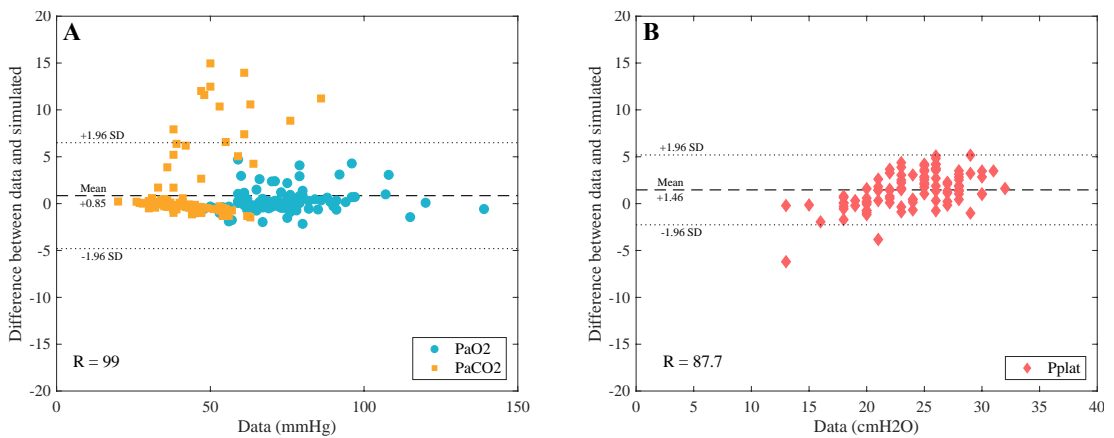 A
20
15
10
5
0
-5
-10
-15
-20
Difference between data and simulated
+1.96 SD
Mean
+0.85
-1.96 SD
R = 99
PaO2
PaCO2
0
50
100
150
Data (mmHg)
B
20
15
10
5
0
-5
-10
-15
-20
Difference between data and simulated
+1.96 SD
Mean
+1.46
-1.96 SD
R = 87.7
Pplat
0
5
10
15
20
25
30
35
40
Data (cmH2O)